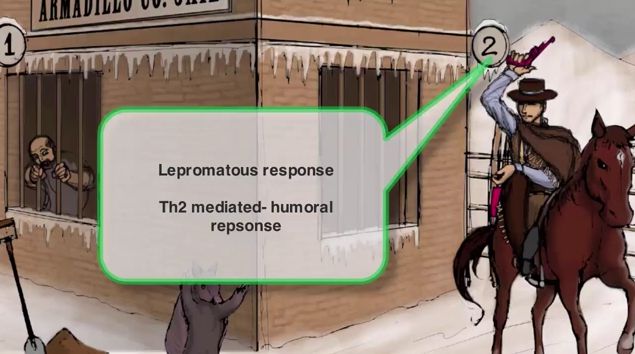 ARMADILLO CO. JAIL
1
2
Lepromatous response
Th2 mediated- humoral
repsonse